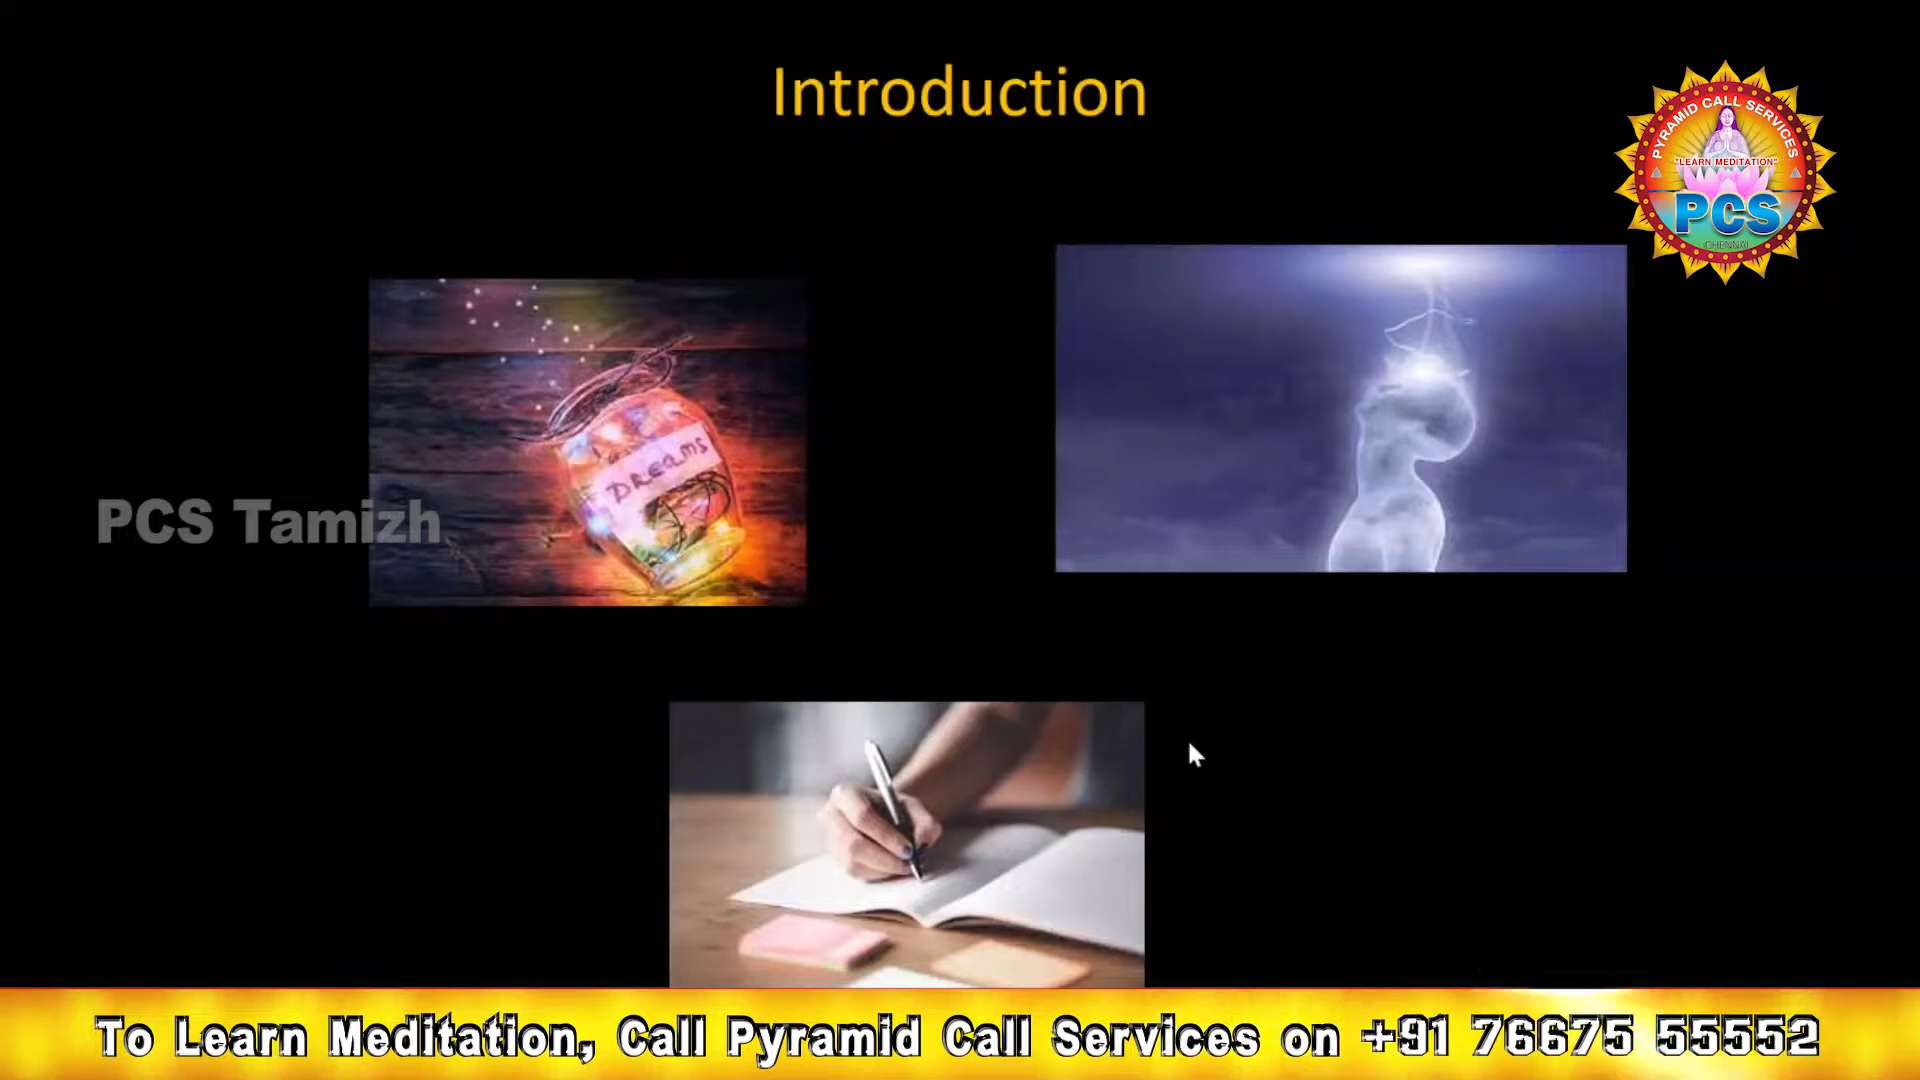 Introduction
PYRAMID CALL SERVICES
"LEARN MEDITATION"
PCS
CHENNAI
DREAMS
PCS Tamizh
To Learn Meditation, Call Pyramid Call Services on +91 76675 55552